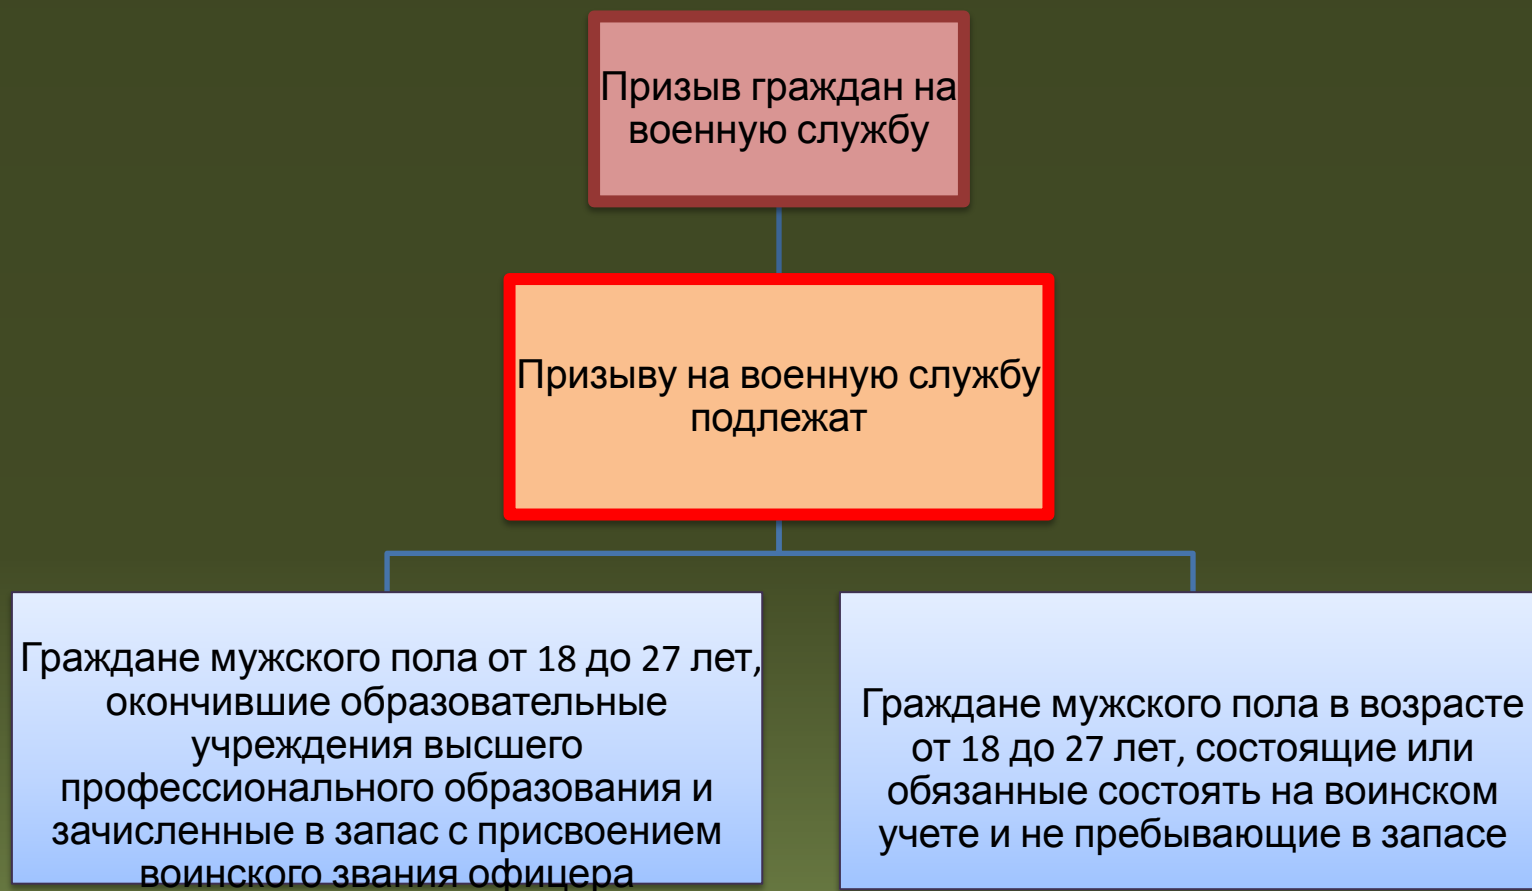 Призыв граждан на
военную службу
Призыву на военную службу
подлежат
Граждане мужского пола от 18 до 27 лет,
окончившие образовательные
учреждения высшего
профессионального образования и
зачисленные в запас с присвоением
воинского звания офицера
Граждане мужского пола в возрасте
от 18 до 27 лет, состоящие или
обязанные состоять на воинском
учете и не пребывающие в запасе